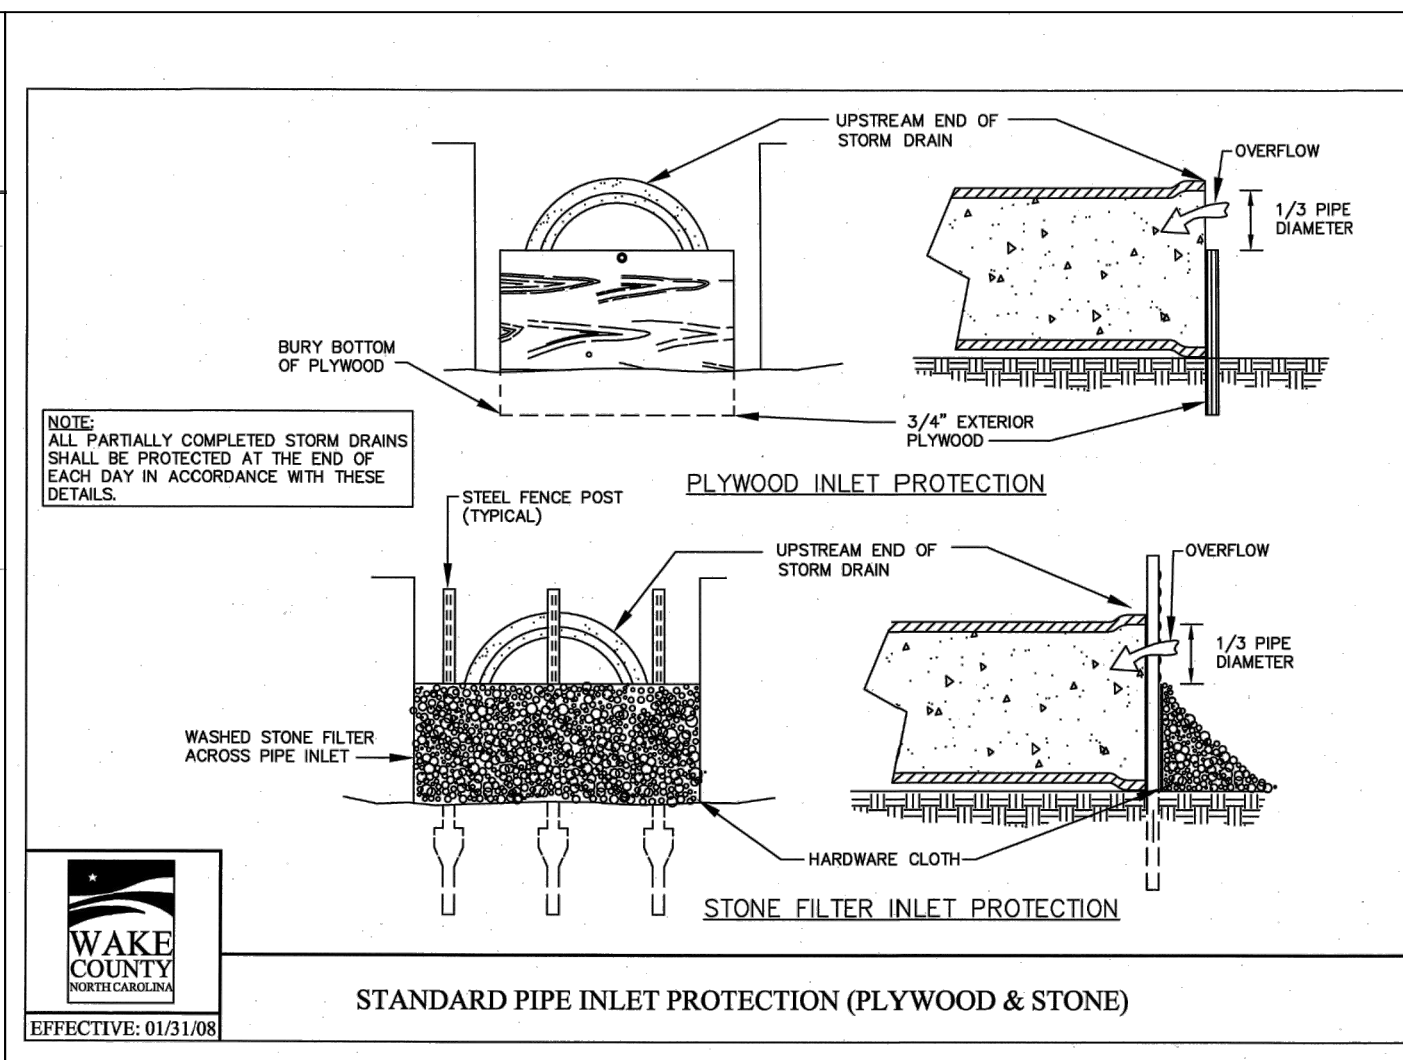 UPSTREAM END OF
STORM DRAIN
OVERFLOW
1/3 PIPE
DIAMETER
BURY BOTTOM
OF PLYWOOD
3/4" EXTERIOR
PLYWOOD
NOTE:
ALL PARTIALLY COMPLETED STORM DRAINS
SHALL BE PROTECTED AT THE END OF
EACH DAY IN ACCORDANCE WITH THESE
DETAILS.
PLYWOOD INLET PROTECTION
STEEL FENCE POST
(TYPICAL)
UPSTREAM END OF
STORM DRAIN
OVERFLOW
1/3 PIPE
DIAMETER
WASHED STONE FILTER
ACROSS PIPE INLET
HARDWARE CLOTH
STONE FILTER INLET PROTECTION
WAKE
COUNTY
NORTH CAROLINA
EFFECTIVE: 01/31/08
STANDARD PIPE INLET PROTECTION (PLYWOOD & STONE)